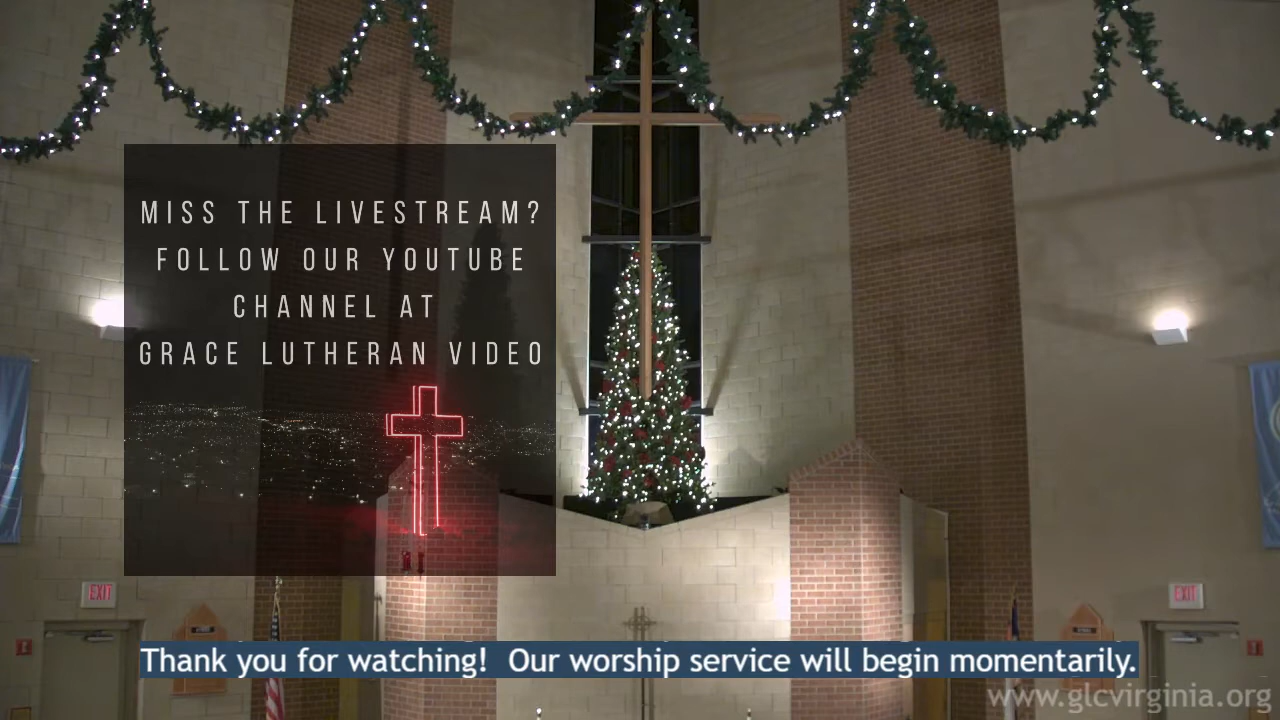 MISS THE LIVESTREAM?
FOLLOW OUR YOUTUBE
CHANNEL AT
GRACE LUTHERAN VIDEO
EXIT
EXIT
Thank you for watching!  Our worship service will begin momentarily.
www.glcvirginia.org